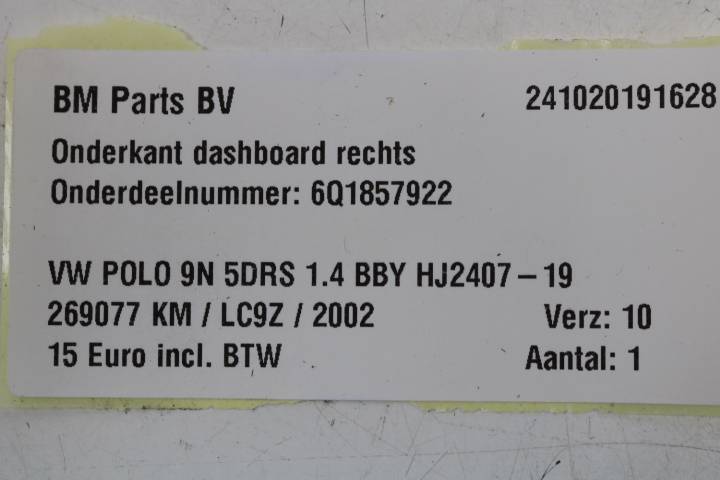 BM Parts BV 241020191628
Onderkant dashboard rechts
Onderdeelnummer: 6Q1857922
VW POLO 9N 5DRS 1.4 BBY HJ2407-19
269077 KM / LC9Z / 2002 Verz: 10
15 Euro incl. BTW Aantal: 1